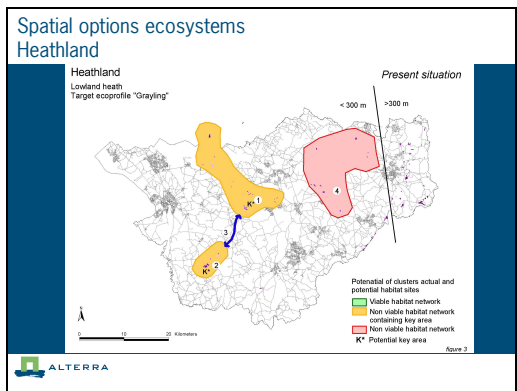 Spatial options ecosystems
Heathland
Heathland
Lowland heath
Target ecoprofile "Grayling"
Present situation
< 300 m
>300 m
K* 1
4
3
2
K*
N
0 10 20 Kilometers
Potenatial of clusters actual and
potential habitat sites
Viable habitat network
Non viable habitat network
containing key area
Non viable habitat network
K* Potential key area
figure 3
ALTERRA